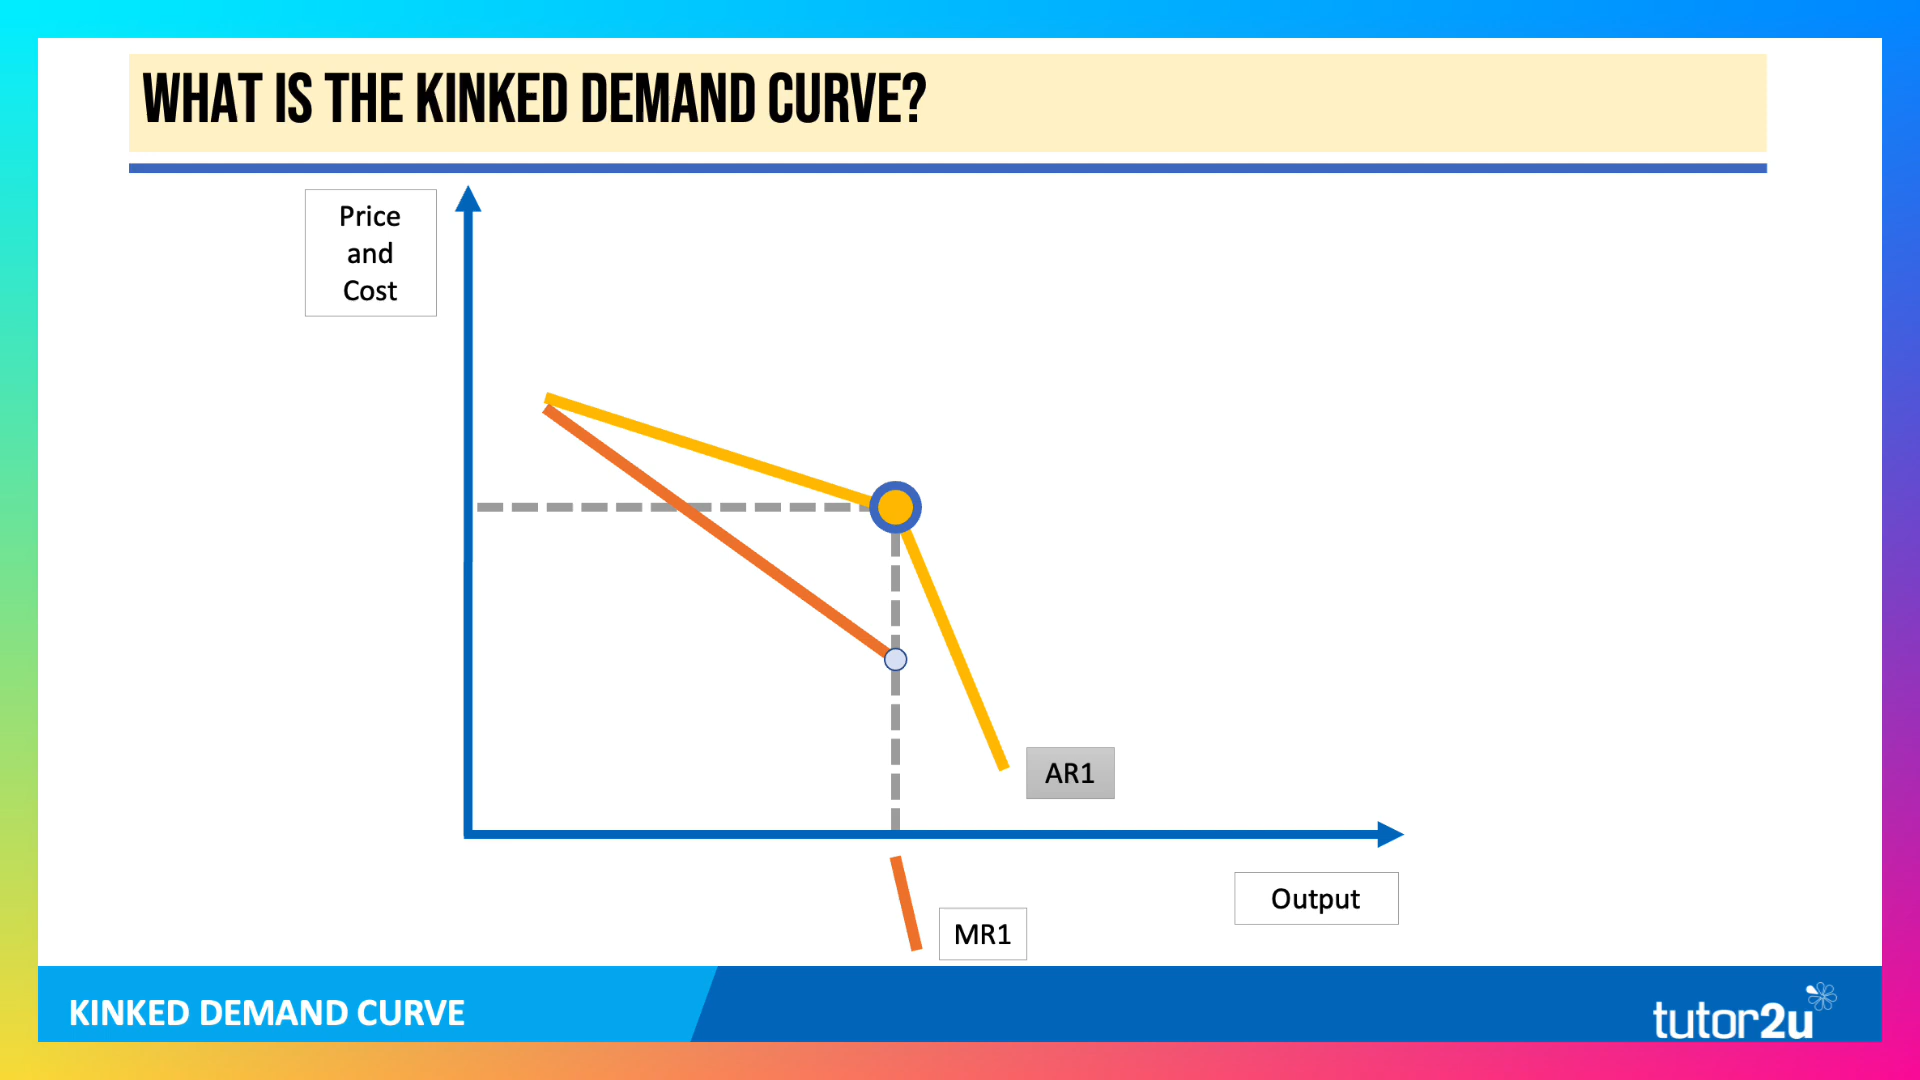 WHAT IS THE KINKED DEMAND CURVE?
Price
and
Cost
AR1
Output
MR1
KINKED DEMAND CURVE
tutor2u